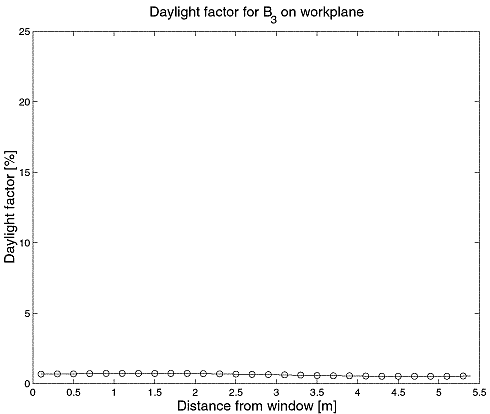 Daylight factor for B3 on workplane
25
20
15
10
5
0
Daylight factor [%]
0 0.5 1 1.5 2 2.5 3 3.5 4 4.5 5 5.5
Distance from window [m]